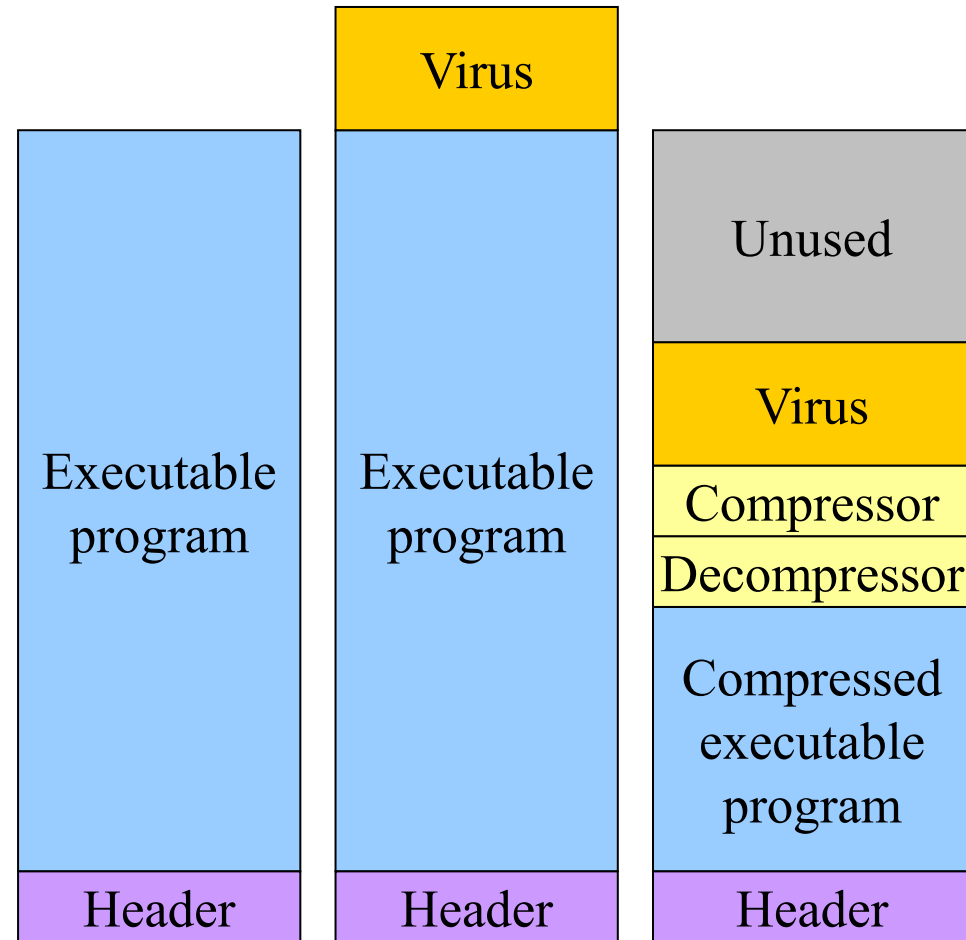 Executable
program
Header
Virus
Executable
program
Header
Unused
Virus
Compressor
Decompressor
Compressed
executable
program
Header